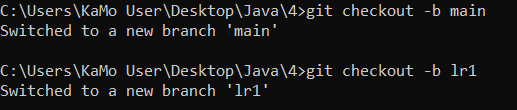 C:\Users\KaMo User\Desktop\Java\4>git checkout -b main
Switched to a new branch 'main'
C:\Users\KaMo User\Desktop\Java\4>git checkout -b lr1
Switched to a new branch 'lr1'